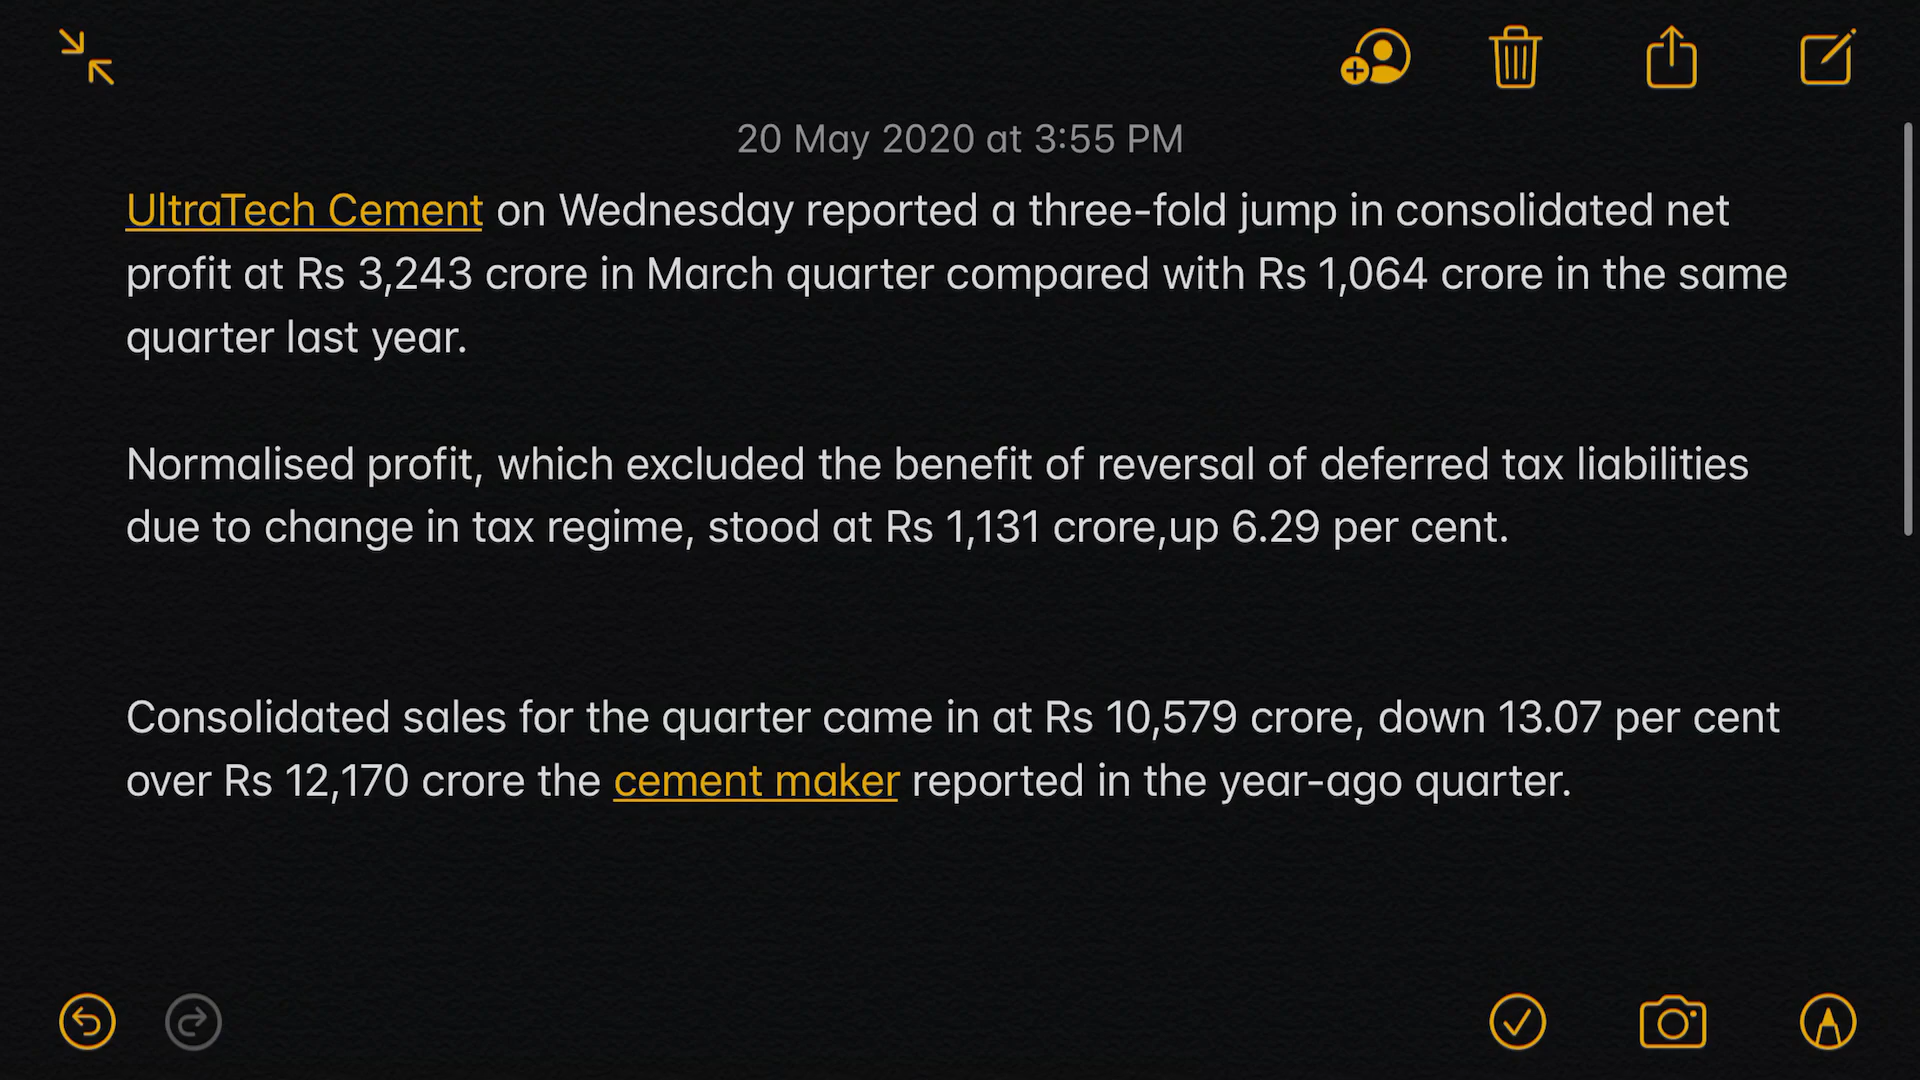 20 May 2020 at 3:55 PM
UltraTech Cement on Wednesday reported a three-fold jump in consolidated net
profit at Rs 3,243 crore in March quarter compared with Rs 1,064 crore in the same
quarter last year.
Normalised profit, which excluded the benefit of reversal of deferred tax liabilities
due to change in tax regime, stood at Rs 1,131 crore,up 6.29 per cent.
Consolidated sales for the quarter came in at Rs 10,579 crore, down 13.07 per cent
over Rs 12,170 crore the cement maker reported in the year-ago quarter.